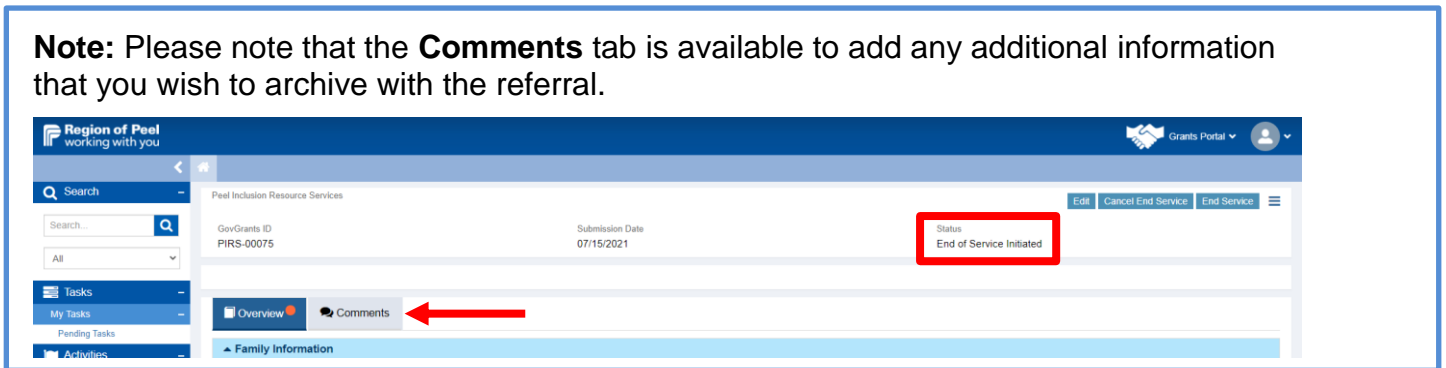 Note: Please note that the Comments tab is available to add any additional information
that you wish to archive with the referral.
Region of Peel
working with you
Grants Portal
Search
Peel Inclusion Resource Services
Edit Cancel End Service End Service
Search...
GovGrants ID Submission Date Status
PIRS-00075 07/15/2021 End of Service Initiated
All
Tasks
My Tasks
Overview Comments
Pending Tasks
Activities
Family Information